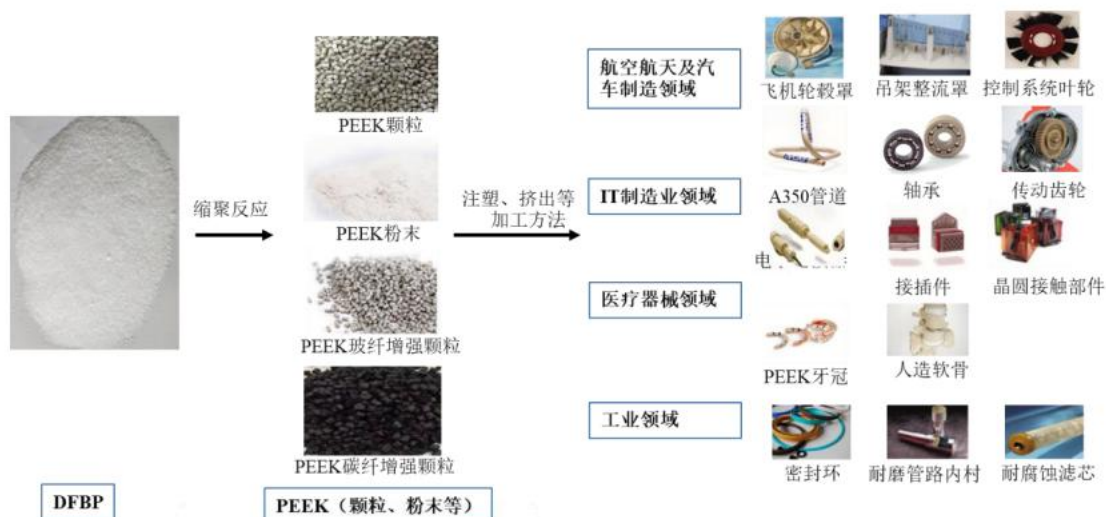 缩聚反应
DFBP
PEEK颗粒
PEEK粉末
PEEK玻纤增强颗粒
PEEK碳纤增强颗粒
PEEK（颗粒、粉末等）
注塑、挤出等
加工方法
航空航天及汽
车制造领域
飞机轮毂罩
吊架整流罩
控制系统叶轮
A350管道
轴承
传动齿轮
IT制造业领域
接插件
晶圆接触部件
医疗器械领域
PEEK牙冠
人造软骨
工业领域
密封环
耐磨管路内村
耐腐蚀滤芯